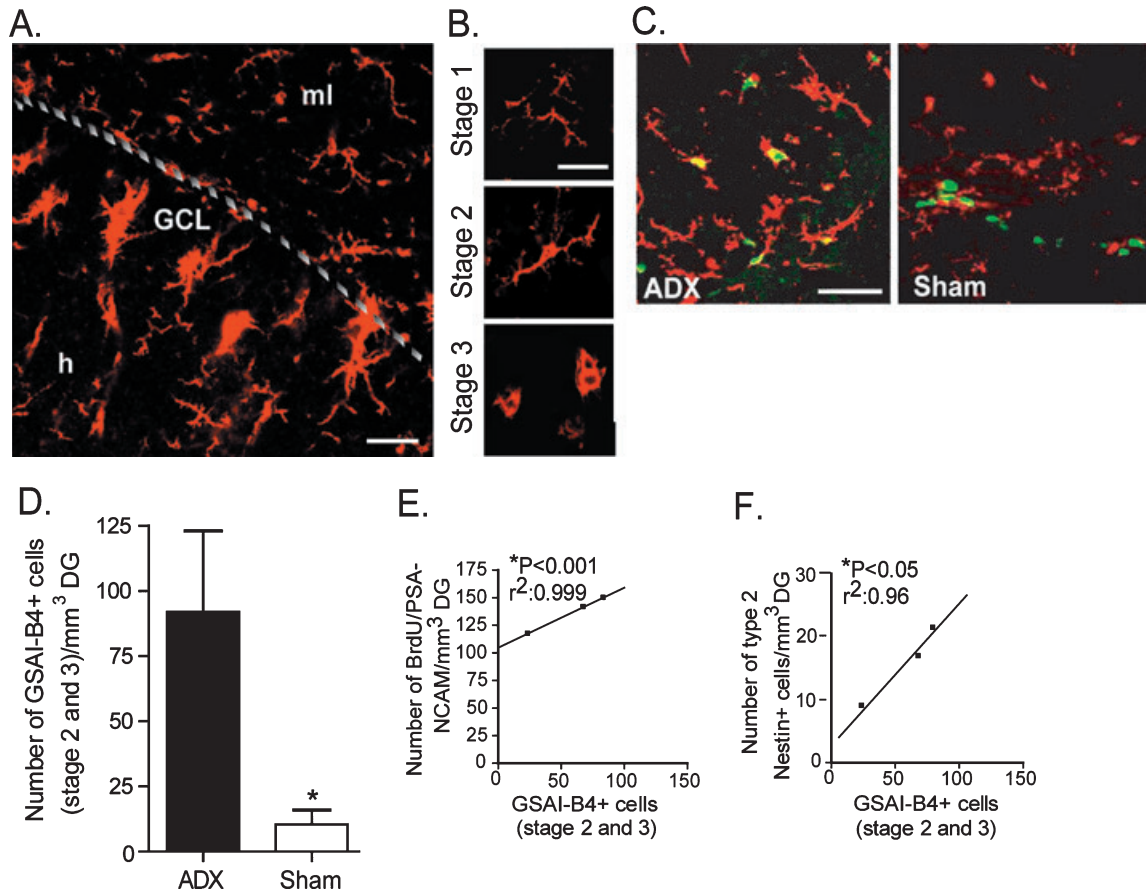 A.
ml
GCL
h
B.
Stage 1
Stage 2
Stage 3
C.
ADX
Sham
D.
Number of GSAI-B4+ cells
(stage 2 and 3)/mm3 DG
125
100
75
50
25
0
*
ADX
Sham
E.
*P<0.001
r2:0.999
Number of BrdU/PSA-
NCAM/mm3 DG
175
150
125
100
75
50
25
0
0 50 100 150
GSAI-B4+ cells
(stage 2 and 3)
F.
*P<0.05
r2:0.96
Number of type 2
Nestin+ cells/mm3DG
30
20
10
0
0 50 100 150
GSAI-B4+ cells
(stage 2 and 3)